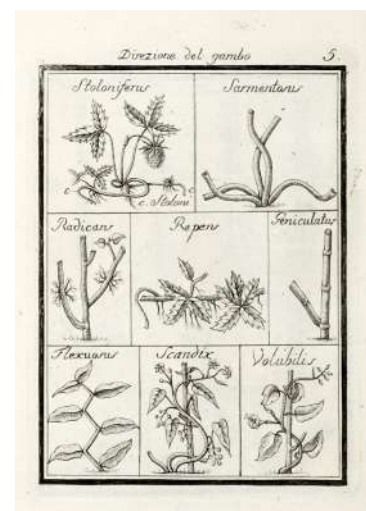 Direzione del gambo 5.
Stoloniferus
Sarmentosus
c
c
c. Stoloni
Radicans
Repens
Geniculatus
Flexuosus
Scandix
Volubilis